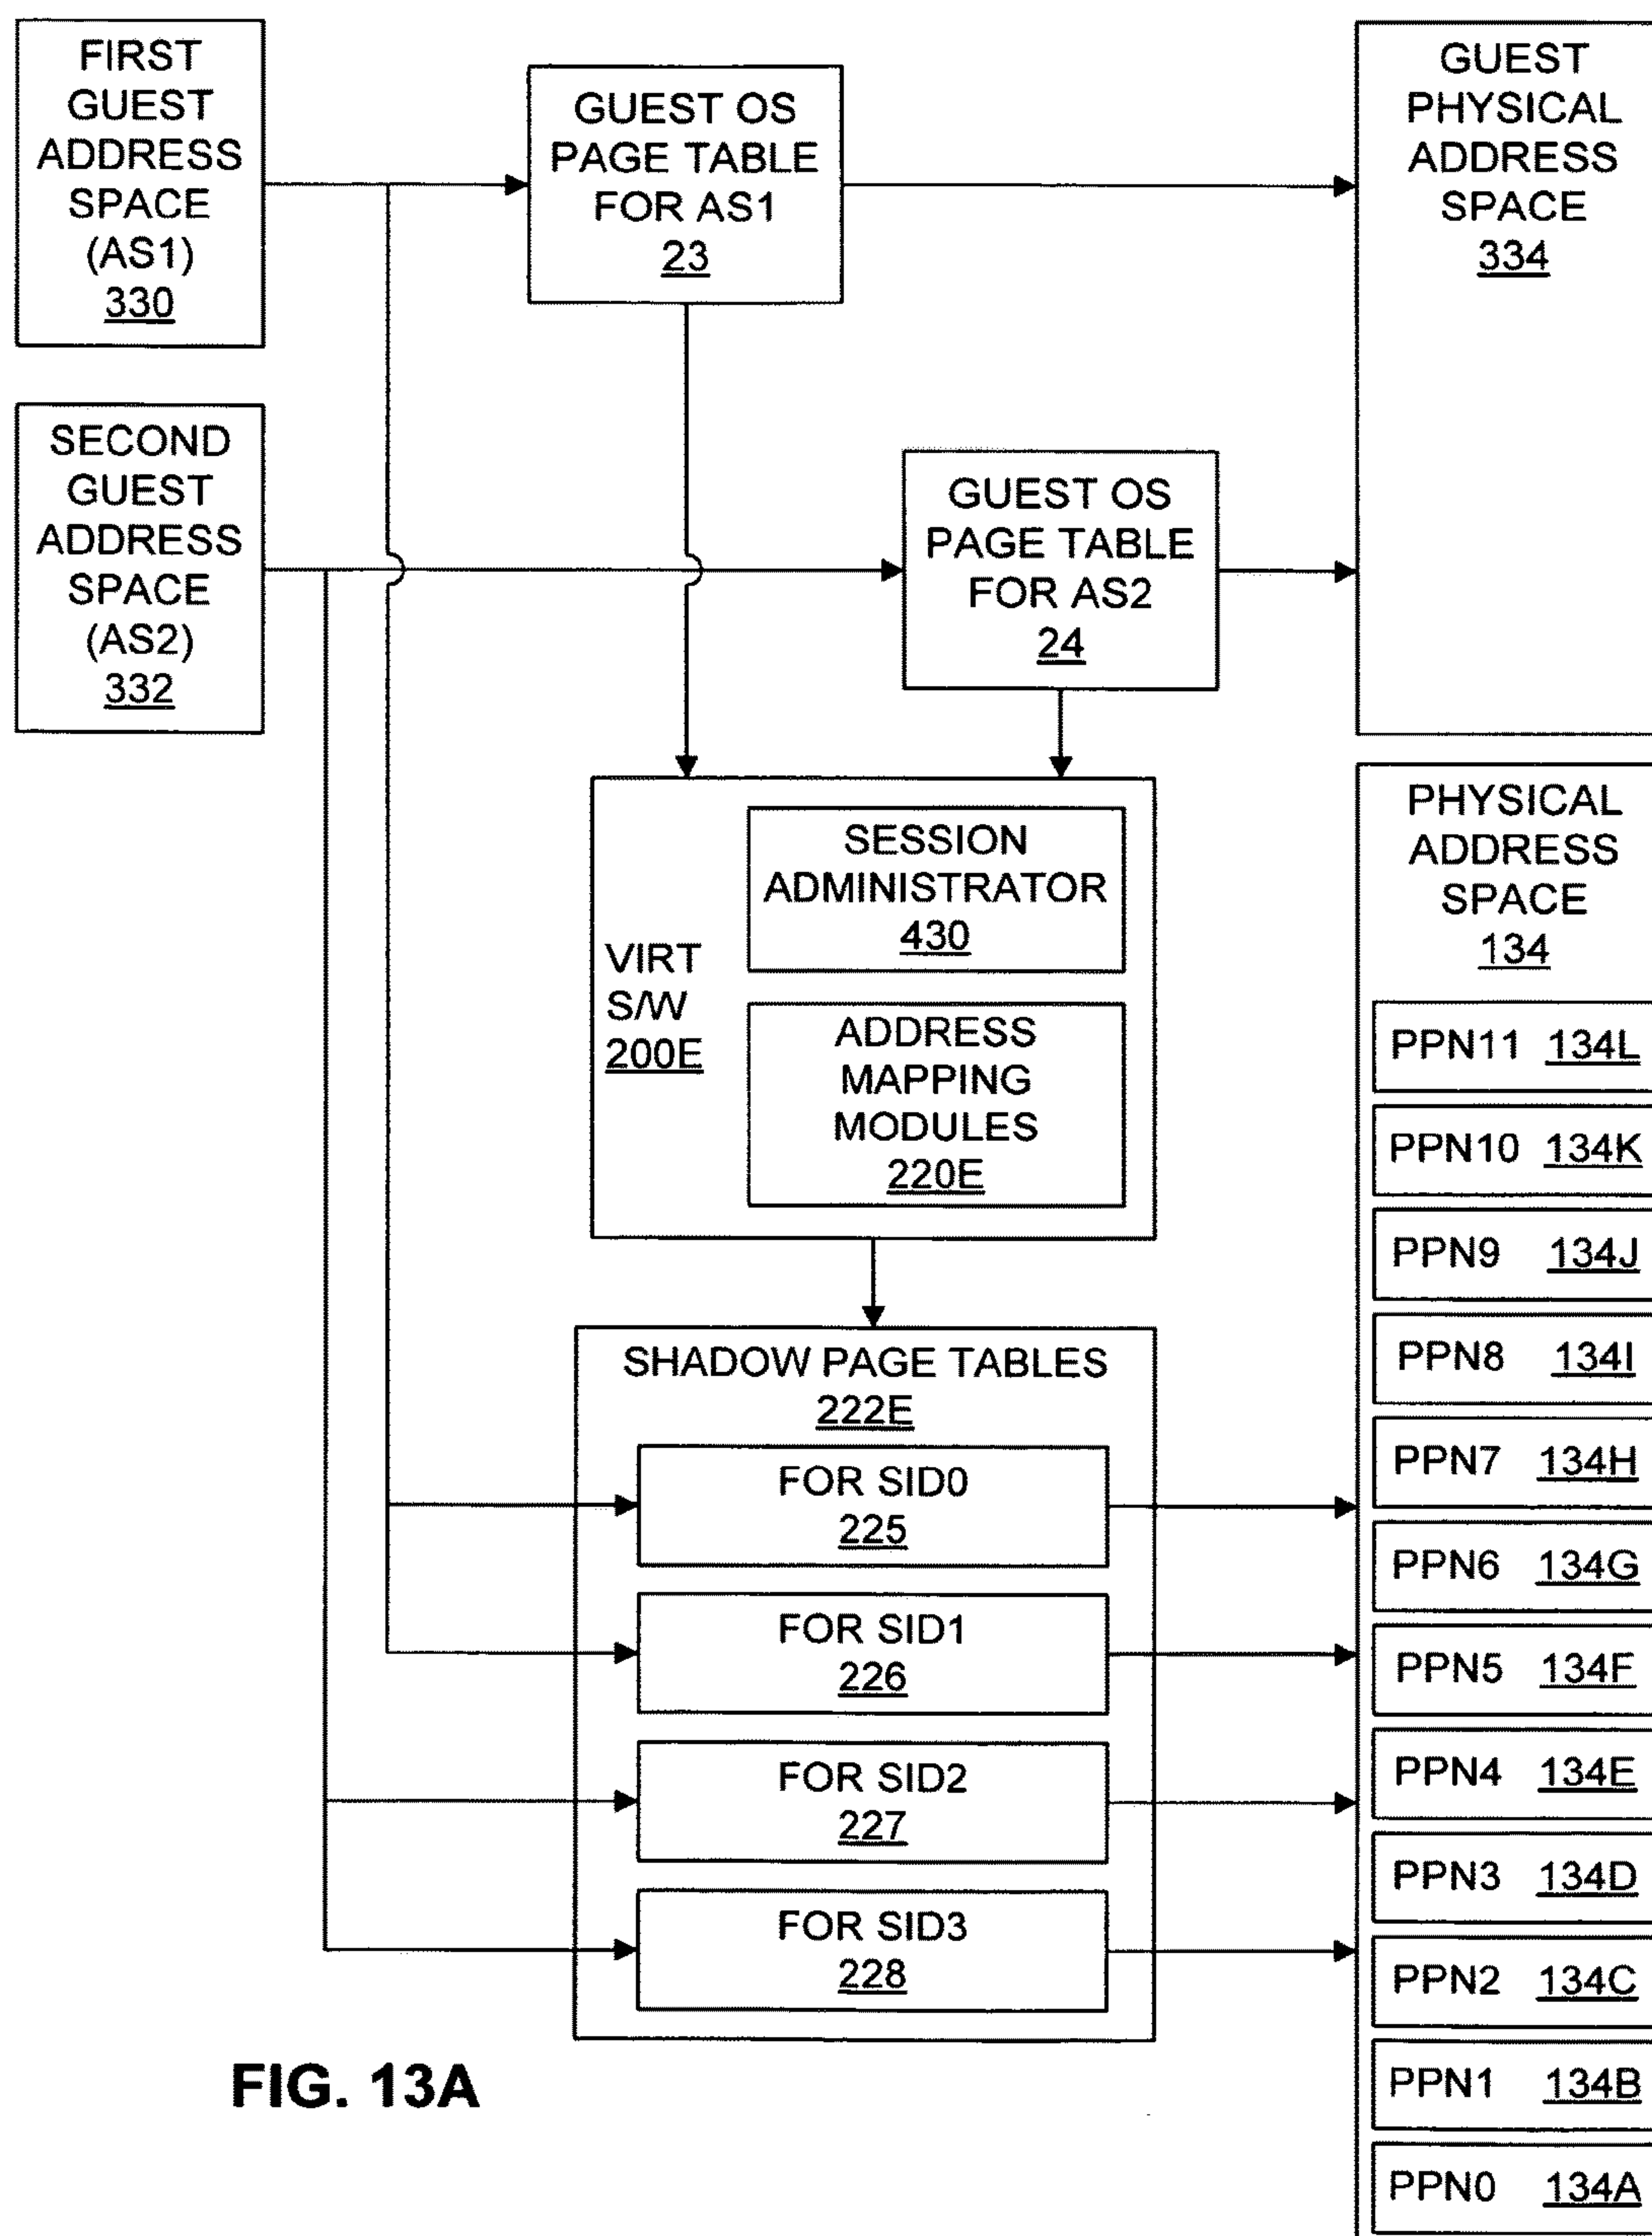 FIRST
GUEST
ADDRESS
SPACE
(AS1)
330
GUEST OS
PAGE TABLE
FOR AS1
23
GUEST
PHYSICAL
ADDRESS
SPACE
334
SECOND
GUEST
ADDRESS
SPACE
(AS2)
332
GUEST OS
PAGE TABLE
FOR AS2
24
VIRT
S/W
200E
SESSION
ADMINISTRATOR
430
ADDRESS
MAPPING
MODULES
220E
SHADOW PAGE TABLES
222E
FOR SID0
225
FOR SID1
226
FOR SID2
227
FOR SID3
228
PHYSICAL
ADDRESS
SPACE
134
PPN11 134L
PPN10 134K
PPN9 134J
PPN8 134I
PPN7 134H
PPN6 134G
PPN5 134F
PPN4 134E
PPN3 134D
PPN2 134C
PPN1 134B
PPN0 134A
FIG. 13A